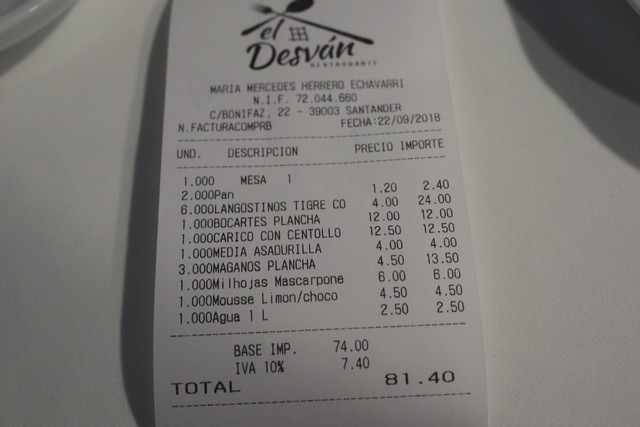 el
Desván
RESTAURANTE
MARIA MERCEDES HERRERO ECHAVARRI
N.I.F. 72.044.660
C/BONIFAZ, 22 - 39003 SANTANDER
N.FACTURACOMPRB FECHA:22/09/2018
UND. DESCRIPCION PRECIO IMPORTE
1.000 MESA 1
2.000Pan 1.20 2.40
6.000LANGOSTINOS TIGRE CO 4.00 24.00
1.000BOCARTES PLANCHA 12.00 12.00
1.000CARICO CON CENTOLLO 12.50 12.50
1.000MEDIA ASADURILLA 4.00 4.00
3.000MAGANOS PLANCHA 4.50 13.50
1.000Milhojas Mascarpone 6.00 6.00
1.000Mousse Limon/choco 4.50 4.50
1.000Agua 1 L 2.50 2.50
BASE IMP. 74.00
IVA 10% 7.40
TOTAL 81.40